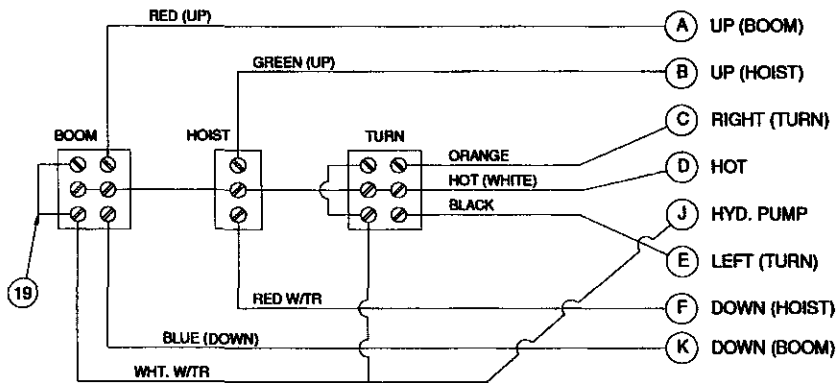 RED (UP)
A UP (BOOM)
GREEN (UP)
B UP (HOIST)
BOOM
HOIST
TURN
C RIGHT (TURN)
ORANGE
D HOT
HOT (WHITE)
BLACK
J HYD. PUMP
E LEFT (TURN)
19
RED W/TR
F DOWN (HOIST)
BLUE (DOWN)
K DOWN (BOOM)
WHT. W/TR